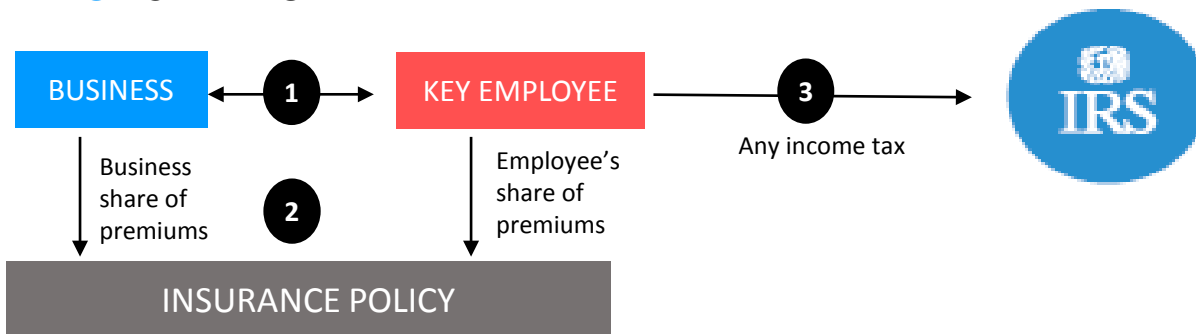 BUSINESS
1
KEY EMPLOYEE
3
IRS
Any income tax
Business
share of
premiums
2
Employee's
share of
premiums
INSURANCE POLICY